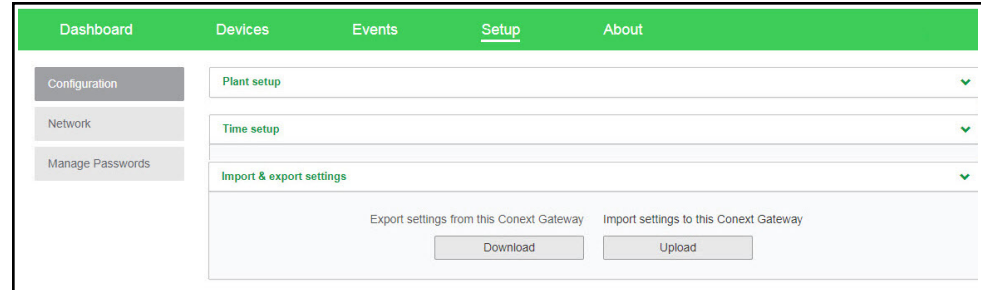 Dashboard Devices Events Setup About
Configuration
Network
Manage Passwords
Plant setup
Time setup
Import & export settings
Export settings from this Conext Gateway Import settings to this Conext Gateway
Download Upload